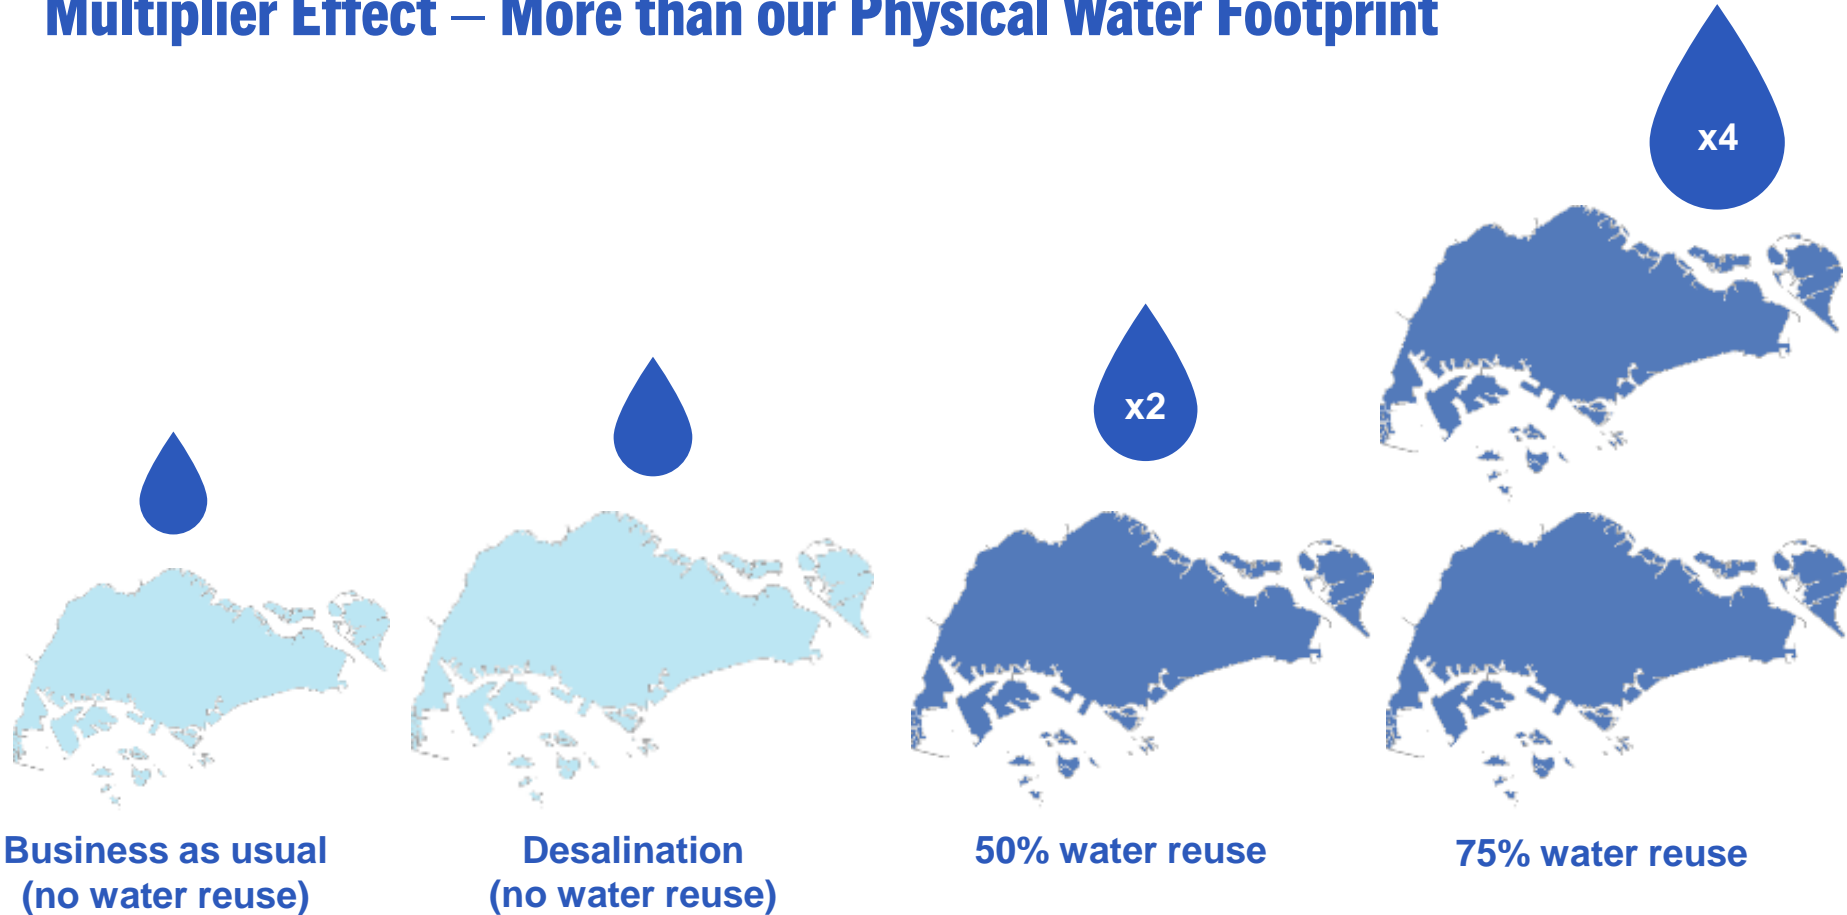 Multiplier Effect – More than our Physical Water Footprint
x4
x2
Business as usual
(no water reuse)
Desalination
(no water reuse)
50% water reuse
75% water reuse